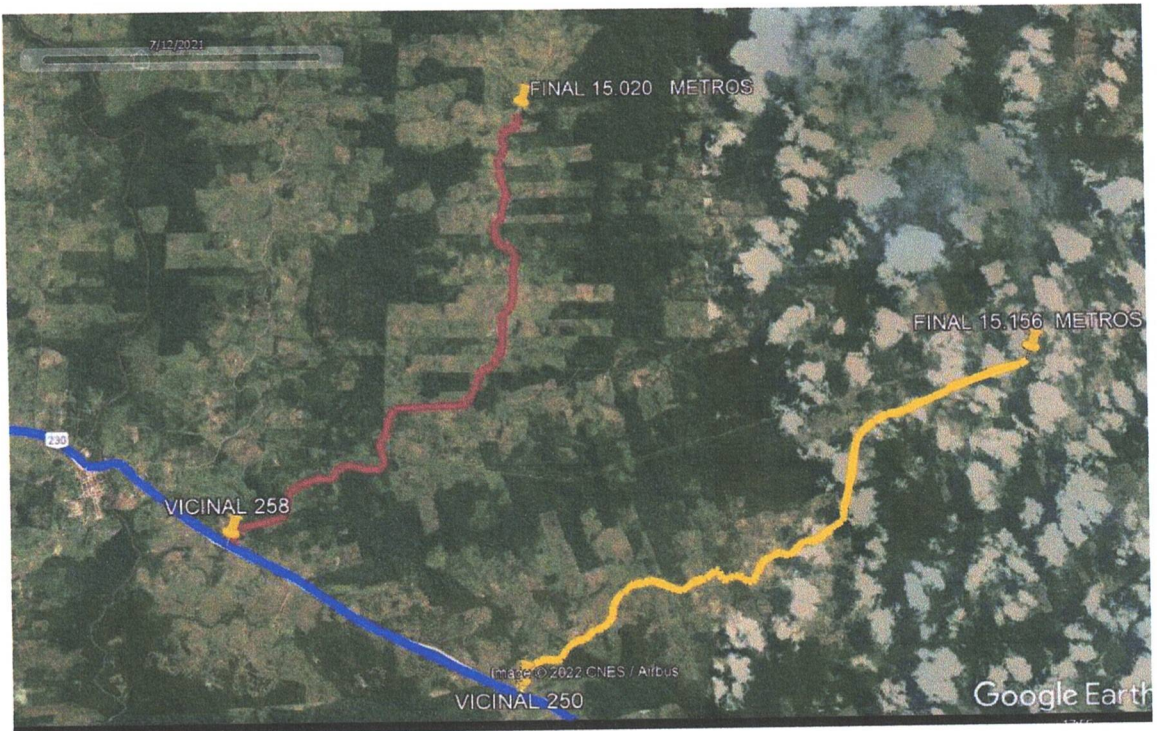 7/12/2021
FINAL 15.020 METROS
FINAL 15.156 METROS
230
VICINAL 258
Image © 2022 CNES / Airbus
VICINAL 250
Google Earth